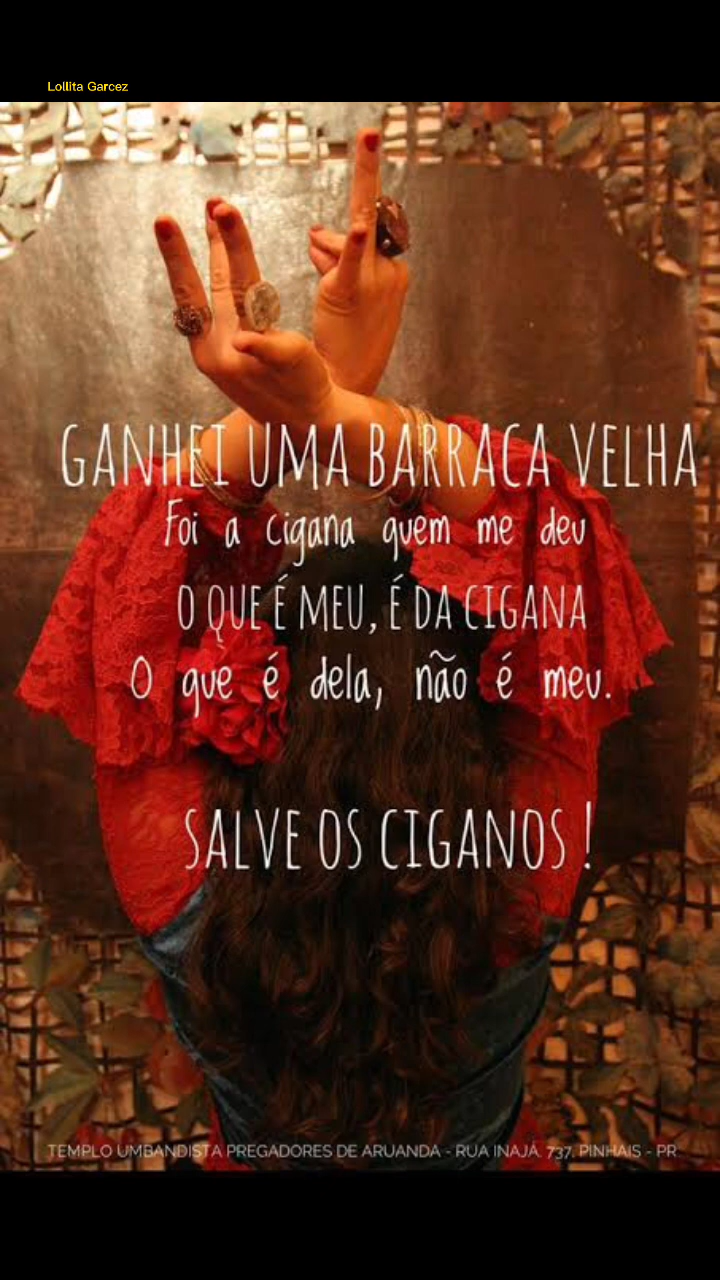 Lollita Garcez
GANHEI UMA BARRACA VELHA
Foi a cigana quem me deu
O QUE É MEU, É DA CIGANA
O que é dela, não é meu.
SALVE OS CIGANOS !
TEMPLO UMBANDISTA PREGADORES DE ARUANDA - RUA INAJÁ. 737. PINHAIS - PR